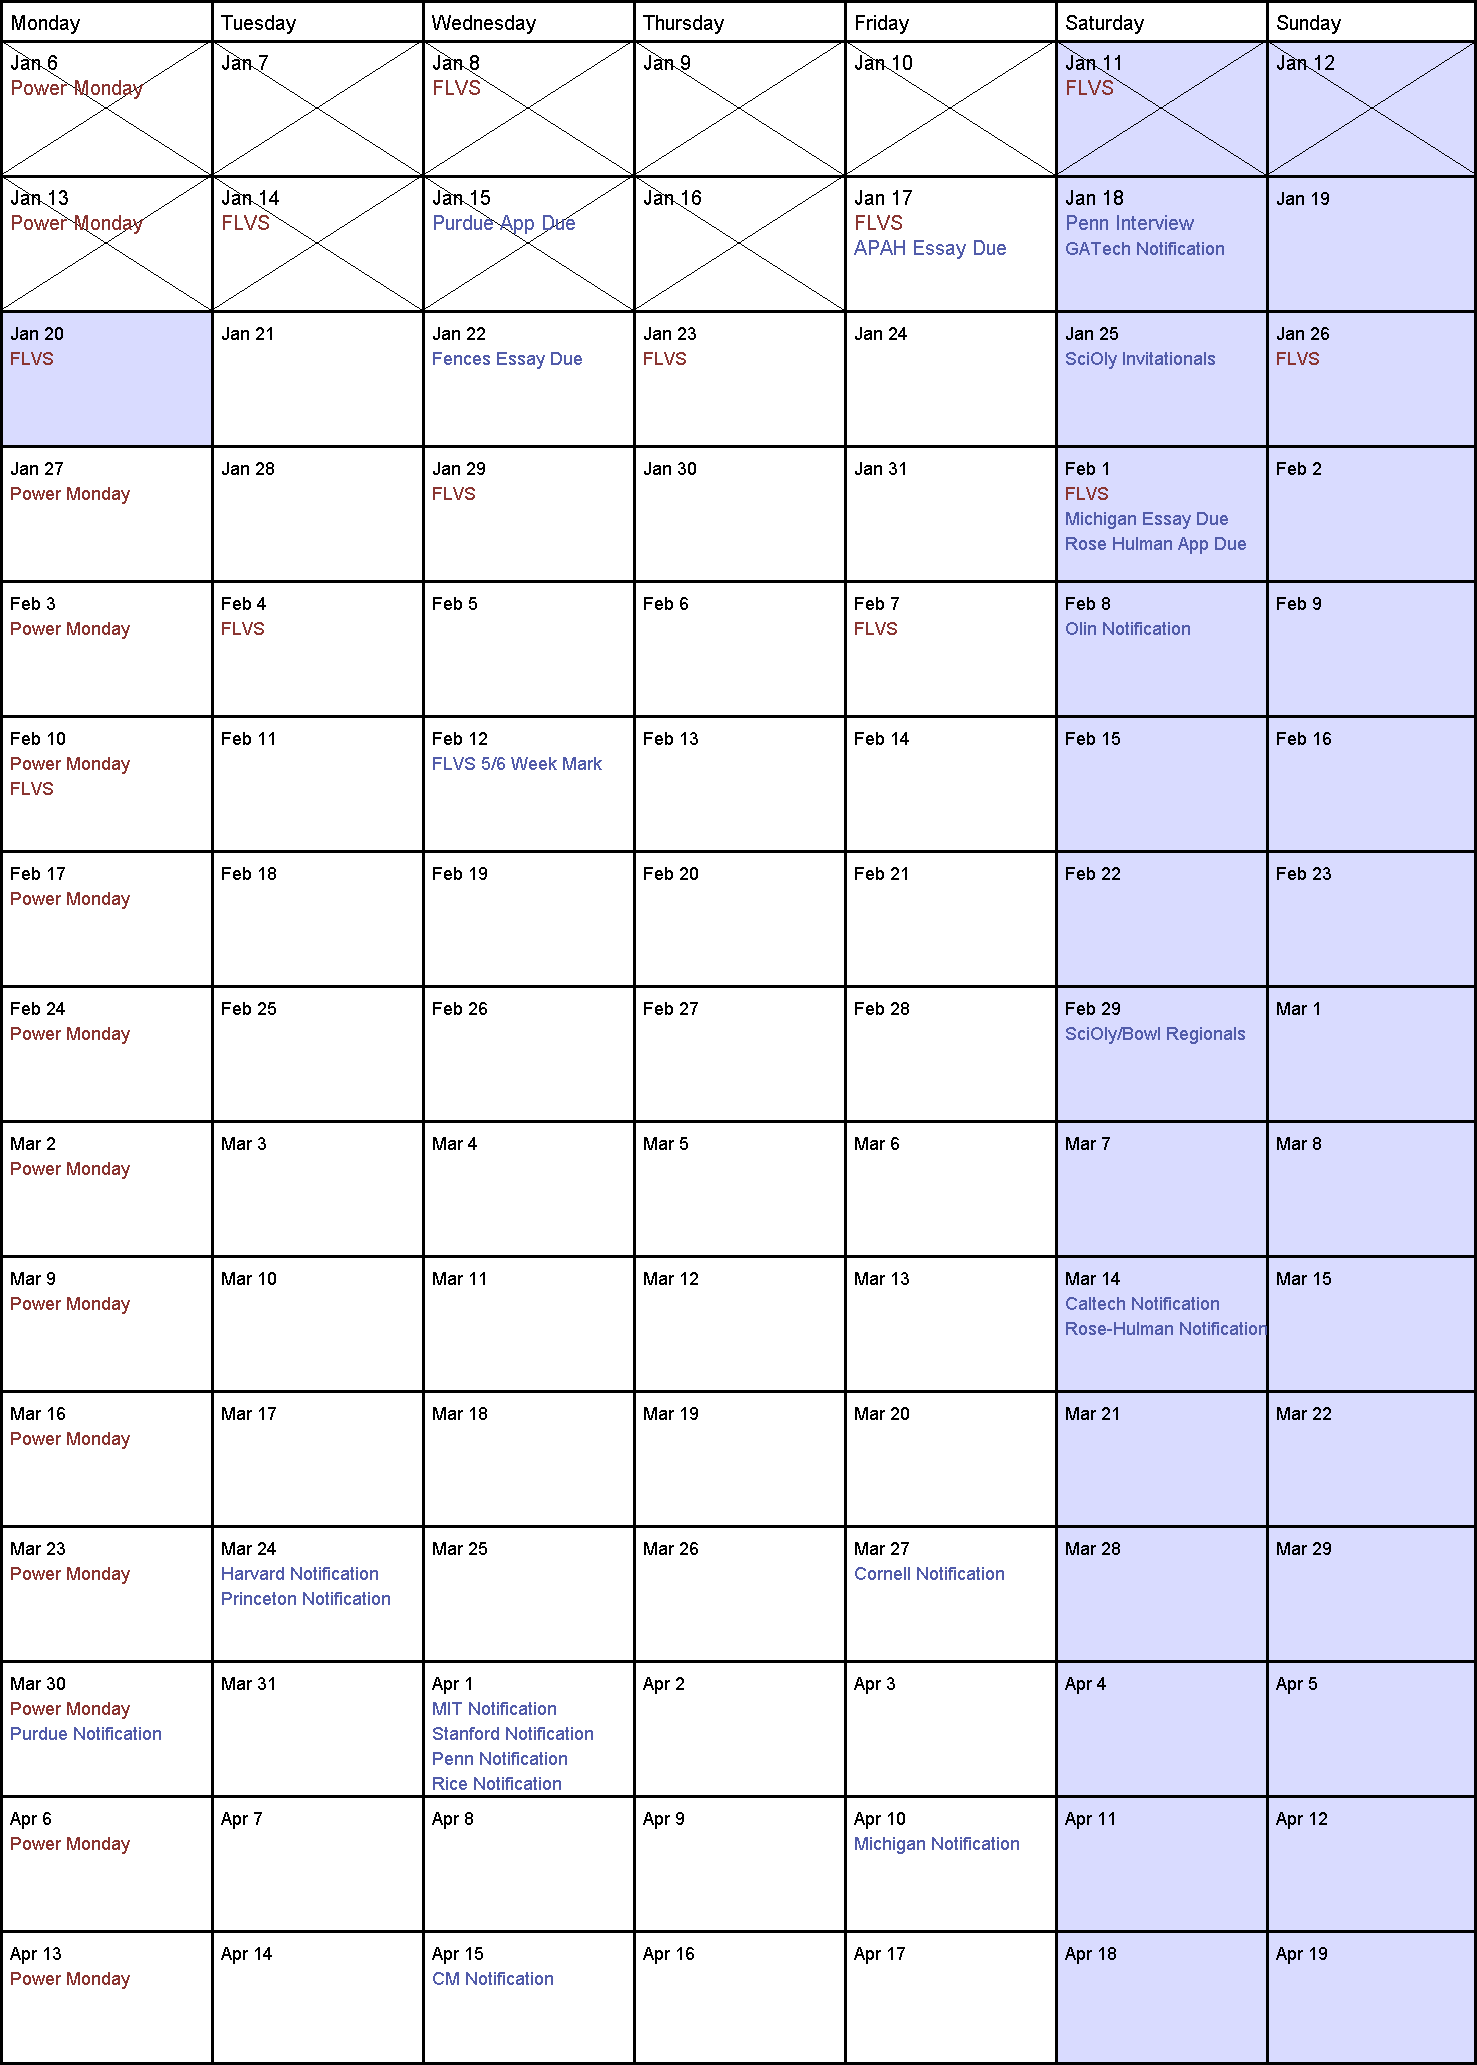 Monday
Tuesday
Wednesday
Thursday
Friday
Saturday
Sunday
Jan 6
Power Monday
Jan 7
Jan 8
FLVS
Jan 9
Jan 10
Jan 11
FLVS
Jan 12
Jan 13
Power Monday
Jan 14
FLVS
Jan 15
Purdue App Due
Jan 16
Jan 17
FLVS
APAH Essay Due
Jan 18
Penn Interview
GATech Notification
Jan 19
Jan 20
FLVS
Jan 21
Jan 22
Fences Essay Due
Jan 23
FLVS
Jan 24
Jan 25
SciOly Invitationals
Jan 26
FLVS
Jan 27
Power Monday
Jan 28
Jan 29
FLVS
Jan 30
Jan 31
Feb 1
FLVS
Michigan Essay Due
Rose Hulman App Due
Feb 2
Feb 3
Power Monday
Feb 4
FLVS
Feb 5
Feb 6
Feb 7
FLVS
Feb 8
Olin Notification
Feb 9
Feb 10
Power Monday
FLVS
Feb 11
Feb 12
FLVS 5/6 Week Mark
Feb 13
Feb 14
Feb 15
Feb 16
Feb 17
Power Monday
Feb 18
Feb 19
Feb 20
Feb 21
Feb 22
Feb 23
Feb 24
Power Monday
Feb 25
Feb 26
Feb 27
Feb 28
Feb 29
SciOly/Bowl Regionals
Mar 1
Mar 2
Power Monday
Mar 3
Mar 4
Mar 5
Mar 6
Mar 7
Mar 8
Mar 9
Power Monday
Mar 10
Mar 11
Mar 12
Mar 13
Mar 14
Caltech Notification
Rose-Hulman Notification
Mar 15
Mar 16
Power Monday
Mar 17
Mar 18
Mar 19
Mar 20
Mar 21
Mar 22
Mar 23
Power Monday
Mar 24
Harvard Notification
Princeton Notification
Mar 25
Mar 26
Mar 27
Cornell Notification
Mar 28
Mar 29
Mar 30
Power Monday
Purdue Notification
Mar 31
Apr 1
MIT Notification
Stanford Notification
Penn Notification
Rice Notification
Apr 2
Apr 3
Apr 4
Apr 5
Apr 6
Power Monday
Apr 7
Apr 8
Apr 9
Apr 10
Michigan Notification
Apr 11
Apr 12
Apr 13
Power Monday
Apr 14
Apr 15
CM Notification
Apr 16
Apr 17
Apr 18
Apr 19